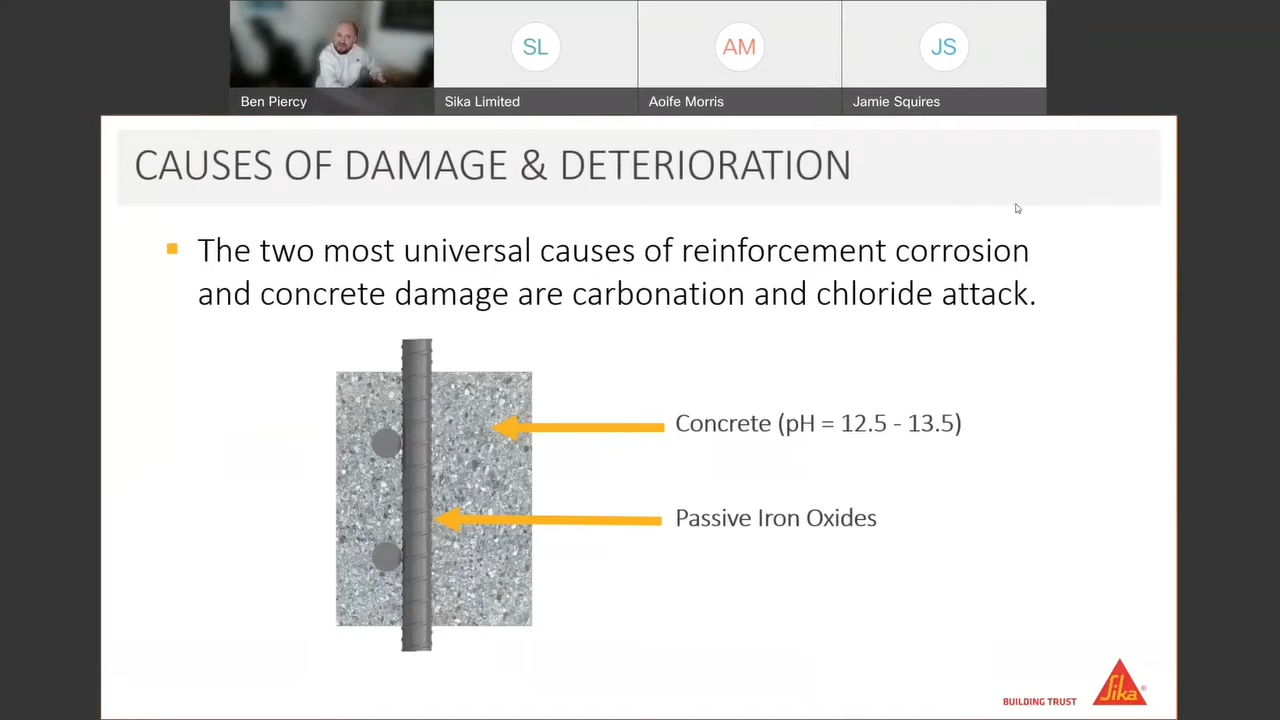 SL
AM
JS
Ben Piercy
Sika Limited
Aoife Morris
Jamie Squires
CAUSES OF DAMAGE & DETERIORATION
The two most universal causes of reinforcement corrosion
and concrete damage are carbonation and chloride attack.
Concrete (pH = 12.5 - 13.5)
Passive Iron Oxides
BUILDING TRUST
Sika®